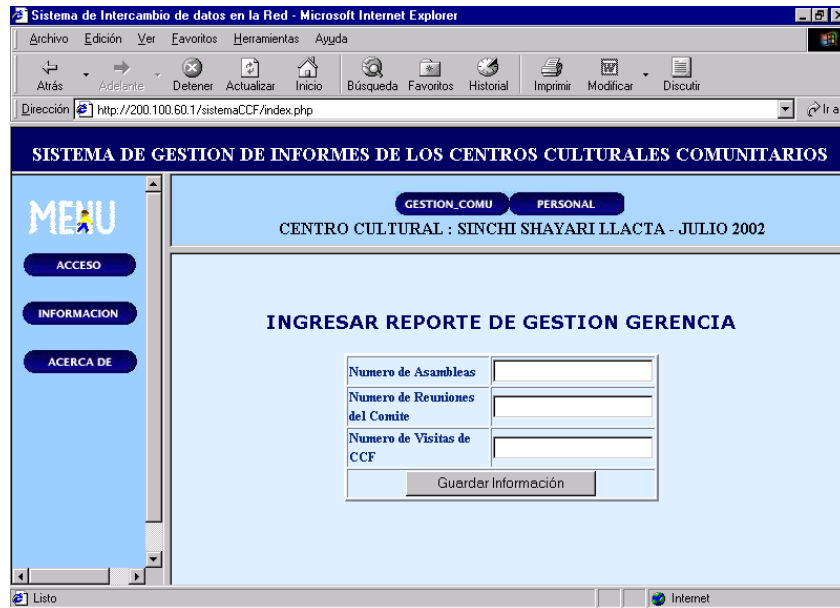 Sistema de Intercambio de datos en la Red - Microsoft Internet Explorer
Archivo Edición Ver Favoritos Herramientas Ayuda
Atrás Adelante Detener Actualizar Inicio Búsqueda Favoritos Historial Imprimir Modificar Discutir
Dirección http://200.100.60.1/sistemaCCF/index.php Ir a
SISTEMA DE GESTION DE INFORMES DE LOS CENTROS CULTURALES COMUNITARIOS
MENU
ACCESO
INFORMACION
ACERCA DE
GESTION_COMU PERSONAL
CENTRO CULTURAL : SINCHI SHAYARI LLACTA - JULIO 2002
INGRESAR REPORTE DE GESTION GERENCIA
Numero de Asambleas
Numero de Reuniones
del Comite
Numero de Visitas de
CCF
Guardar Información
Listo Internet